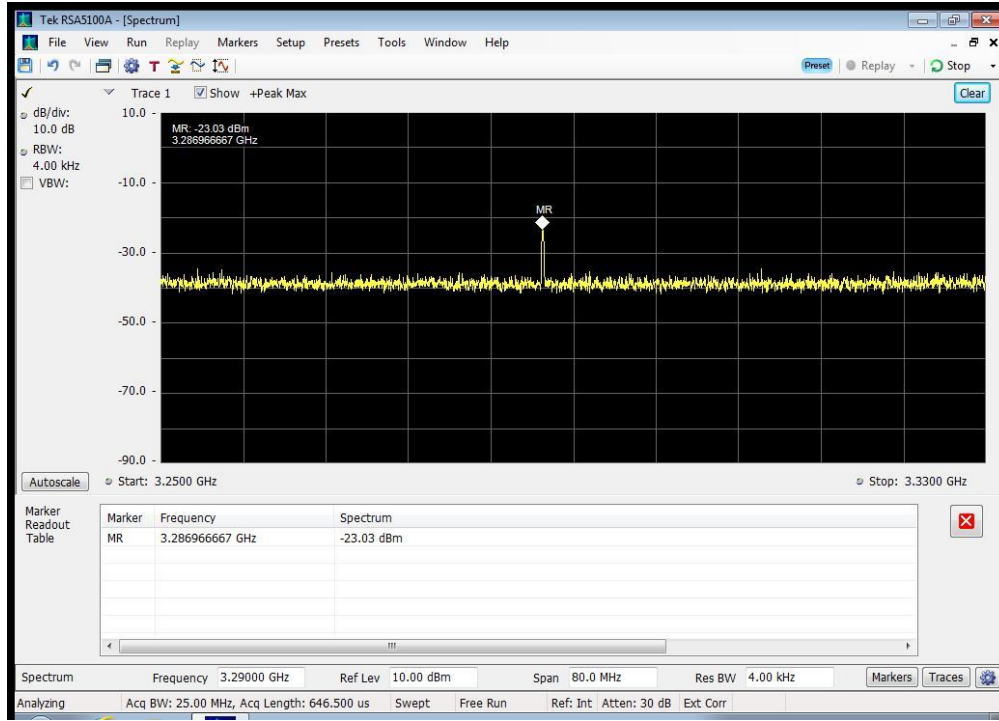 Tek RSA5100A - [Spectrum]
File View Run Replay Markers Setup Presets Tools Window Help
T Preset Replay Stop
Trace 1 Show +Peak Max Clear
dB/div:
10.0 dB
RBW:
4.00 kHz
VBW:
10.0
-10.0
-30.0
-50.0
-70.0
-90.0
MR: -23.03 dBm
3.286966667 GHz
MR
Autoscale Start: 3.2500 GHz Stop: 3.3300 GHz
Marker
Readout
Table
Marker Frequency Spectrum
MR 3.286966667 GHz -23.03 dBm
Spectrum Frequency 3.29000 GHz Ref Lev 10.00 dBm Span 80.0 MHz Res BW 4.00 kHz Markers Traces
Analyzing Acq BW: 25.00 MHz, Acq Length: 646.500 us Swept Free Run Ref: Int Atten: 30 dB Ext Corr